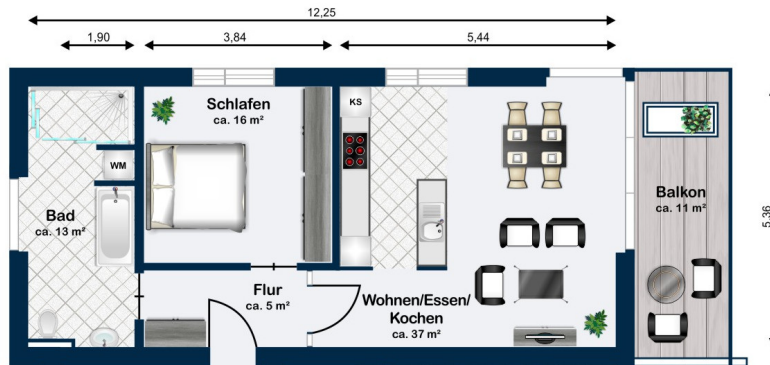 12,25
1,90
3,84
5,44
Schlafen
ca. 16 m²
KS
WM
Bad
ca. 13 m²
Balkon
ca. 11 m²
5,36
Flur
ca. 5 m²
Wohnen/Essen/
Kochen
ca. 37 m²